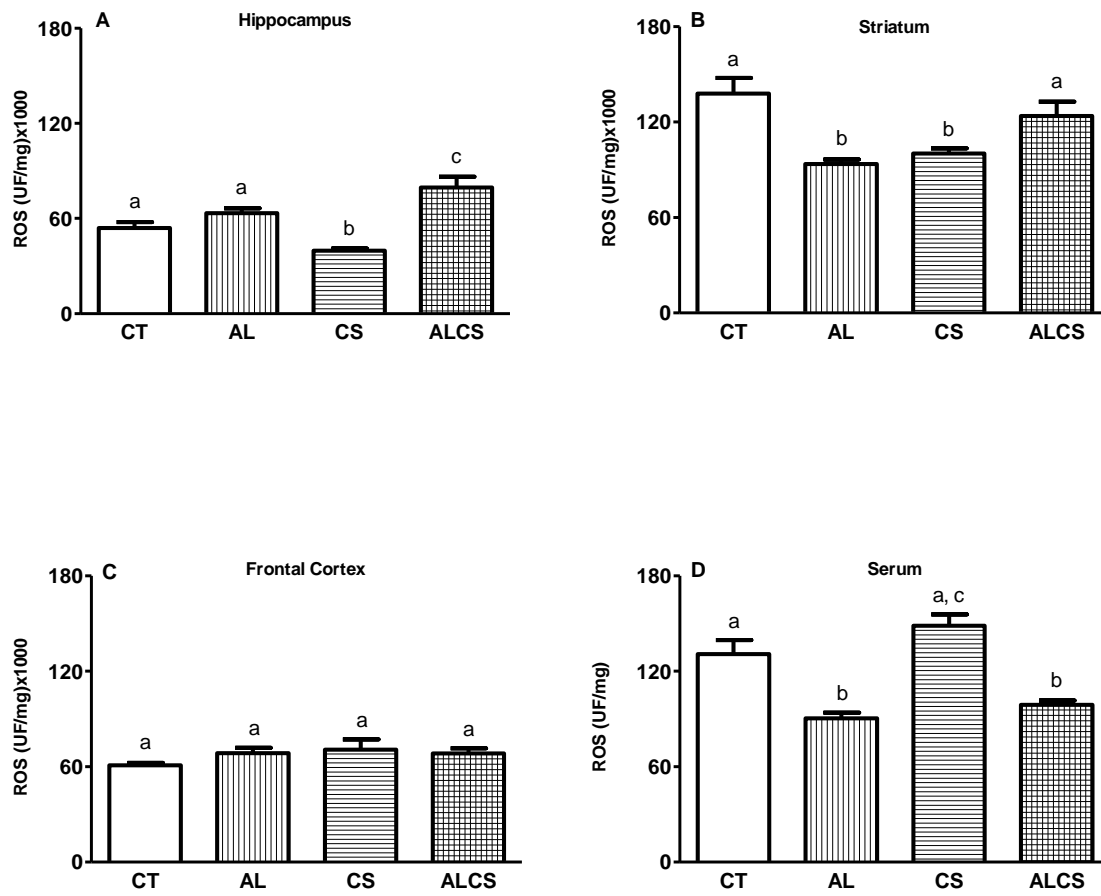 A
Hippocampus
ROS (UF/mg)x1000
180
120
60
0
a
a
b
c
CT AL CS ALCS
B
Striatum
ROS (UF/mg)x1000
180
120
60
0
a
b
b
a
CT AL CS ALCS
C
Frontal Cortex
ROS (UF/mg)x1000
180
120
60
0
a
a
a
a
CT AL CS ALCS
D
Serum
ROS (UF/mg)
180
120
60
0
a
b
a, c
b
CT AL CS ALCS